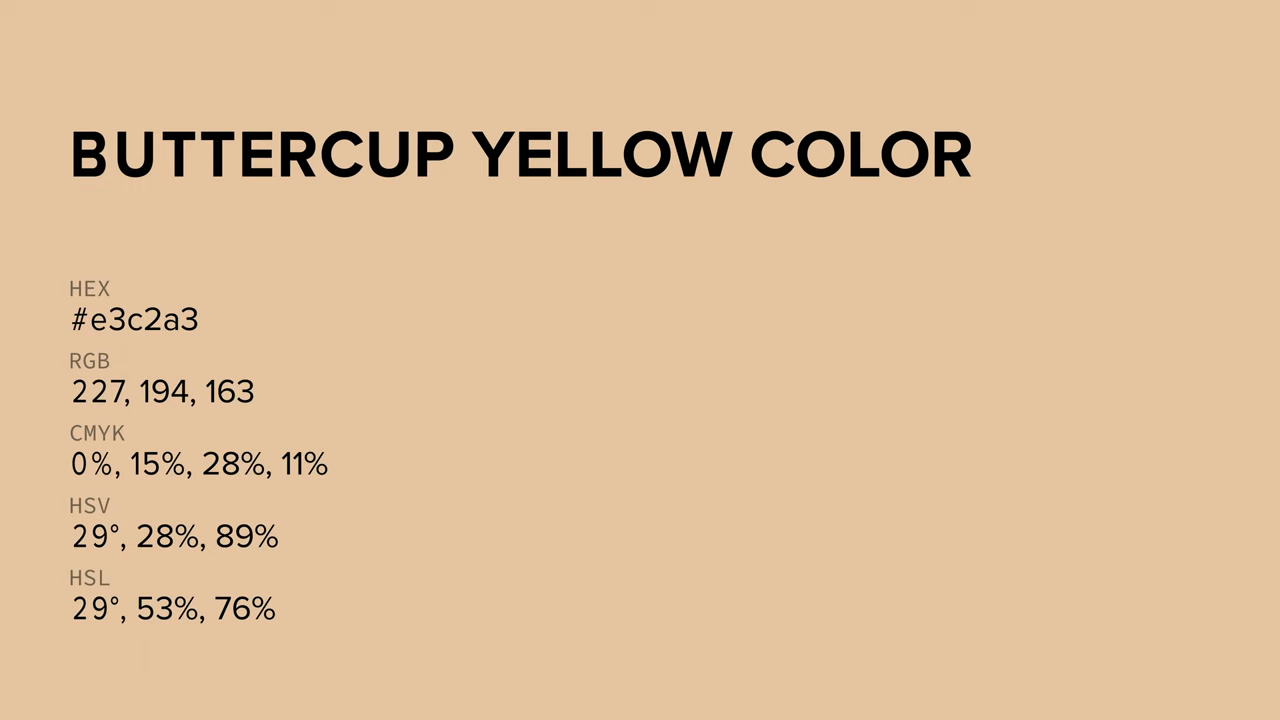 BUTTERCUP YELLOW COLOR
HEX
#e3c2a3
RGB
227, 194, 163
CMYK
0%, 15%, 28%, 11%
HSV
29°, 28%, 89%
HSL
29°, 53%, 76%